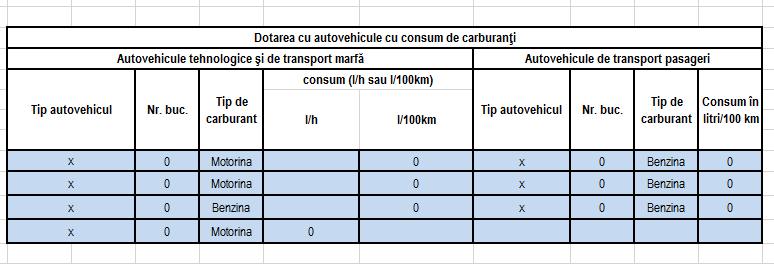 Dotarea cu autovehicule cu consum de carburanţi
Autovehicule tehnologice şi de transport marfă Autovehicule de transport pasageri
Tip autovehicul Nr. buc. Tip de carburant consum (l/h sau l/100km) Tip autovehicul Nr. buc. Tip de carburant Consum în litri/100 km
l/h l/100km
x 0 Motorina 0 x 0 Benzina 0
x 0 Motorina 0 x 0 Benzina 0
x 0 Benzina 0 x 0 Benzina 0
x 0 Motorina 0